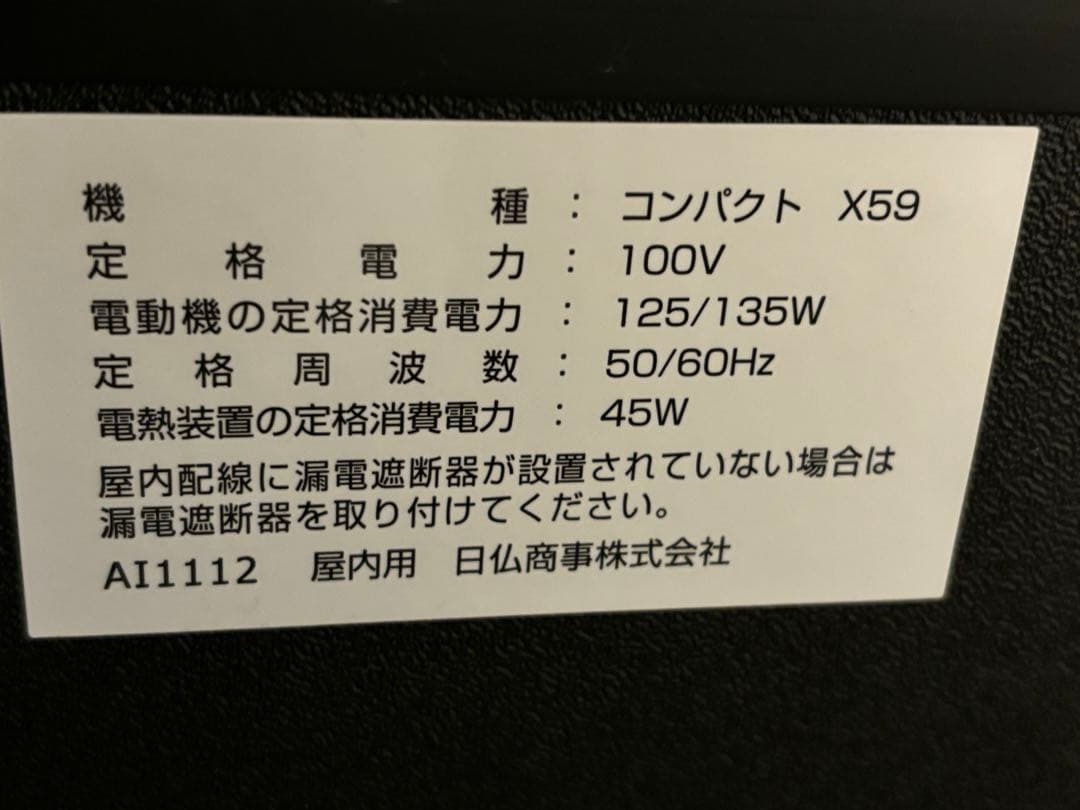 機種：コンパクト X59
定格電力：100V
電動機の定格消費電力：125/135W
定格周波数：50/60Hz
電熱装置の定格消費電力：45W
屋内配線に漏電遮断器が設置されていない場合は
漏電遮断器を取り付けてください。
AI1112 屋内用 日仏商事株式会社